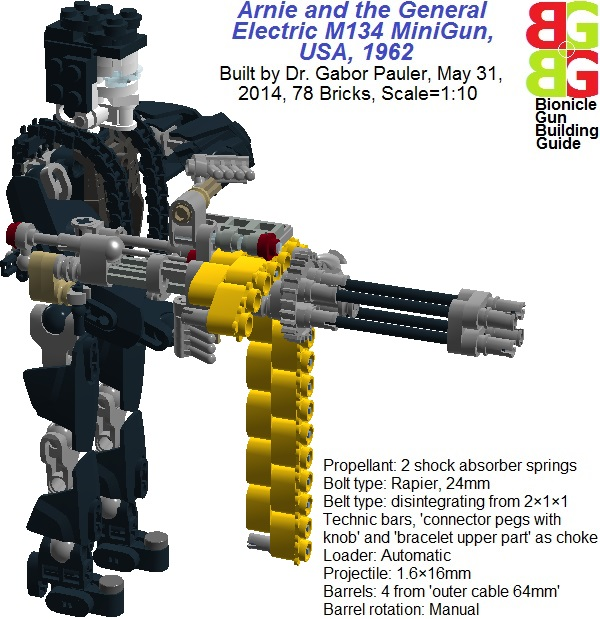 Arnie and the General
Electric M134 MiniGun,
USA, 1962
Built by Dr. Gabor Pauler, May 31,
2014, 78 Bricks, Scale=1:10
BG
BG
Bionicle
Gun
Building
Guide
Propellant: 2 shock absorber springs
Bolt type: Rapier, 24mm
Belt type: disintegrating from 2×1×1
Technic bars, 'connector pegs with
knob' and 'bracelet upper part' as choke
Loader: Automatic
Projectile: 1.6×16mm
Barrels: 4 from 'outer cable 64mm'
Barrel rotation: Manual